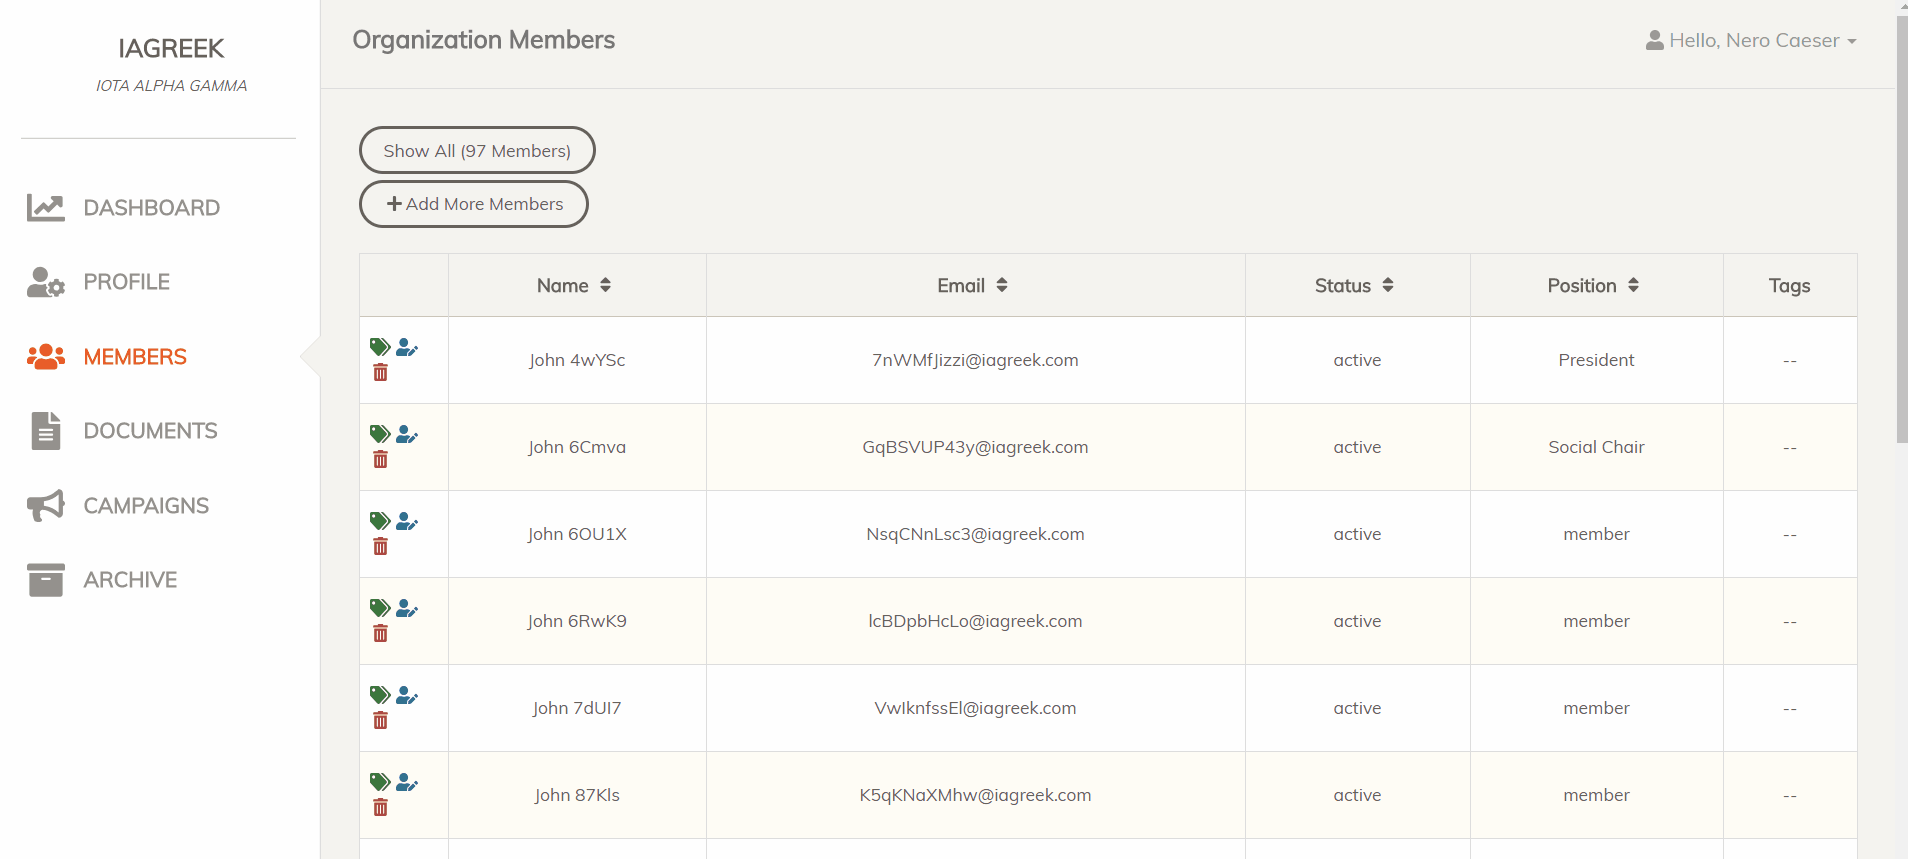 IAGREEK
IOTA ALPHA GAMMA
DASHBOARD
PROFILE
MEMBERS
DOCUMENTS
CAMPAIGNS
ARCHIVE
Organization Members
Hello, Nero Caeser
Show All (97 Members)
Add More Members
Name Email Status Position Tags
John 4wYSc 7nWMfJizzi@iagreek.com active President --
John 6Cmva GqBSVUP43y@iagreek.com active Social Chair --
John 6OU1X NsqCNnLsc3@iagreek.com active member --
John 6RwK9 lcBDpbHcLo@iagreek.com active member --
John 7dUI7 VwIknfssEl@iagreek.com active member --
John 87Kls K5qKNaXMhw@iagreek.com active member --